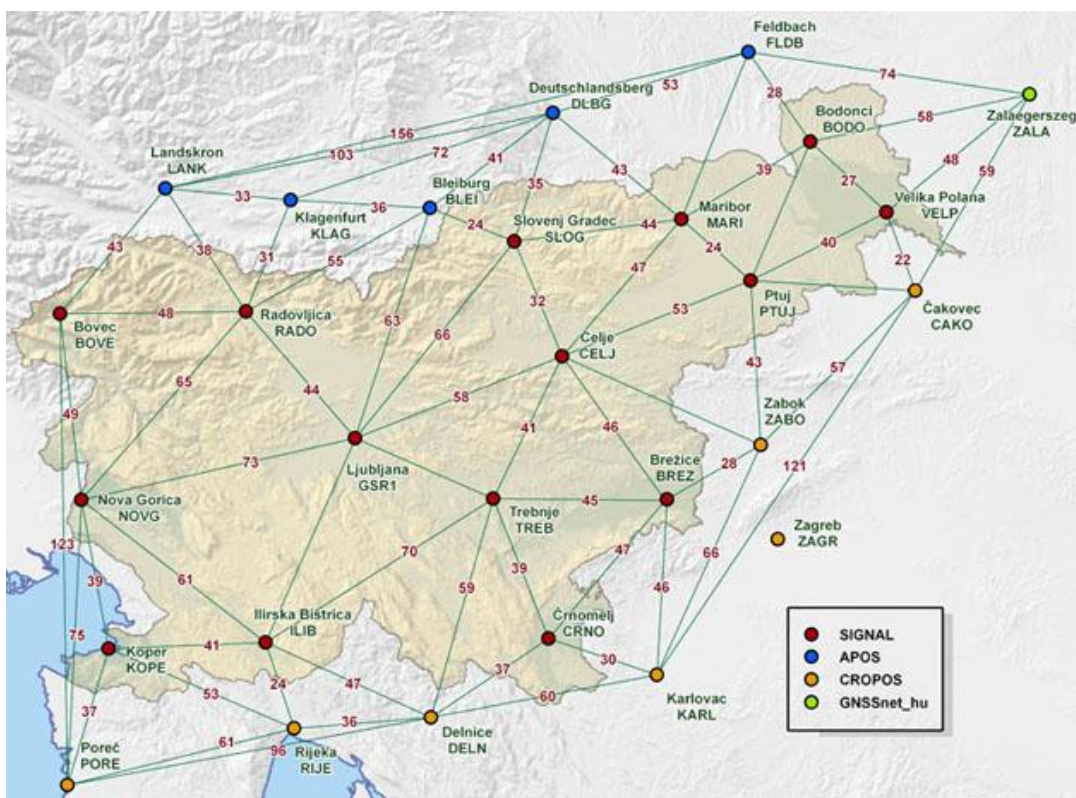 Feldbach
FLDB
53
74
Deutschlandsberg
DLBG
28
Bodonci
BODO
58
Zalaegerszeg
ZALA
156
103
72
41
43
39
48
59
Landskron
LANK
33
Klagenfurt
KLAG
36
Bleiburg
BLEI
35
24
Slovenj Gradec
SLOG
44
Maribor
MARI
27
Velika Polana
VELP
43
38
31
55
24
40
22
47
Bovec
BOVE
48
Radovljica
RADO
63
66
32
53
Ptuj
PTUJ
Čakovec
CAKO
Celje
CELJ
49
65
44
58
43
57
73
41
46
Zabok
ZABO
Ljubljana
GSR1
Brežice
BREZ
28
121
Nova Gorica
NOVG
Trebnje
TREB
45
Zagreb
ZAGR
123
39
61
70
59
39
47
46
66
75
Ilirska Bištrica
ILIB
Črnomelj
CRNO
Koper
KOPE
41
30
37
53
24
47
37
60
Karlovac
KARL
Poreč
PORE
61
96
36
Rijeka
RIJE
Delnice
DELN
SIGNAL
APOS
CROPOS
GNSSnet_hu